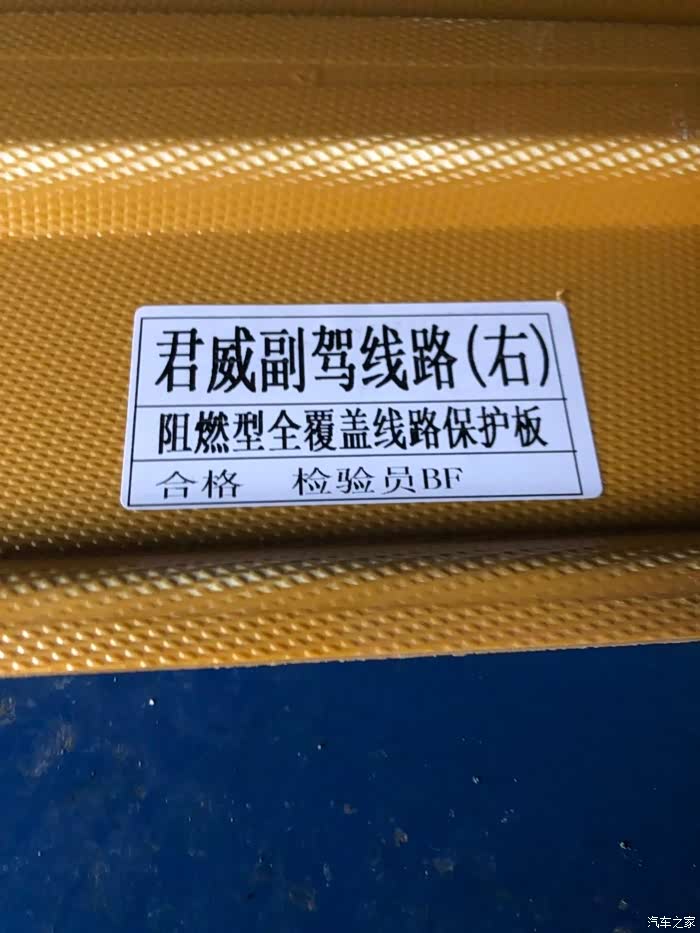 君威副驾线路(右)
阻燃型全覆盖线路保护板
合格 检验员BF
汽车之家